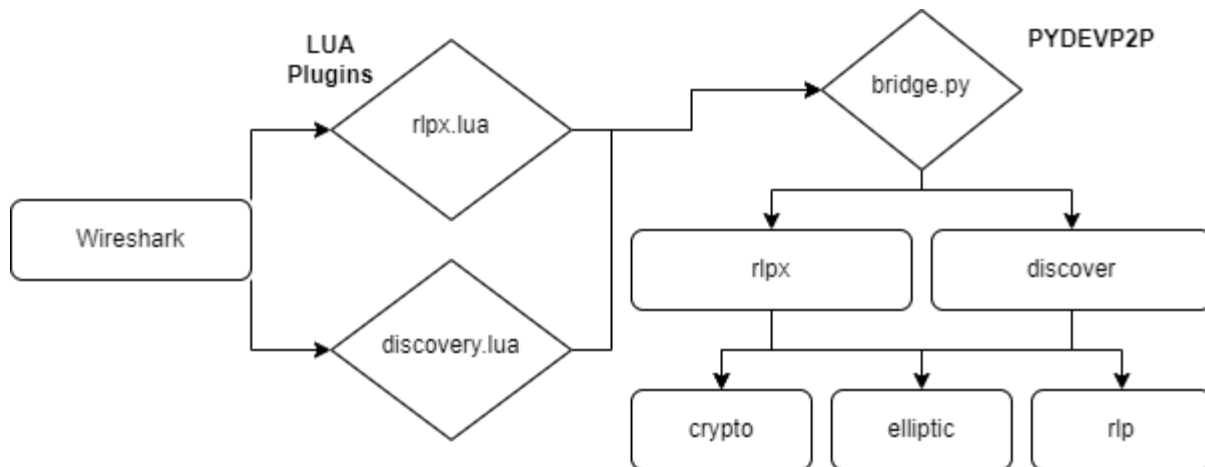 LUA
Plugins
PYDEVP2P
rlpx.lua
bridge.py
Wireshark
rlpx
discover
discovery.lua
crypto
elliptic
rlp